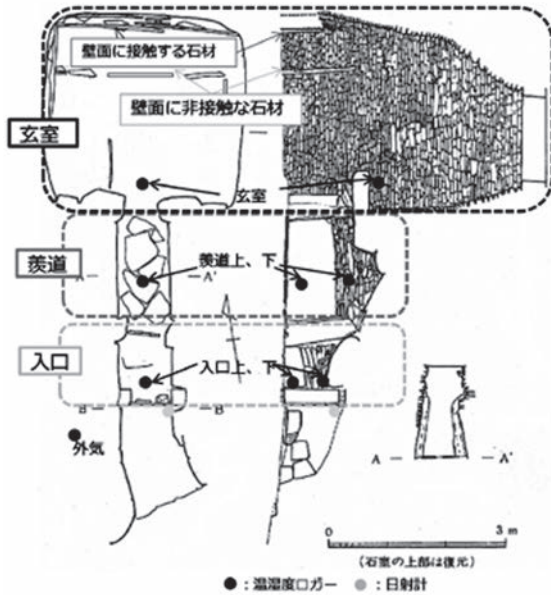 壁面に接触する石材
壁面に非接触な石材
玄室
玄室
羨道
羨道上、下
A
A'
入口
入口上、下
B
B
外気
A
A'
0
3 m
(石室の上部は復元)
●：温湿度ロガー ●：日射計